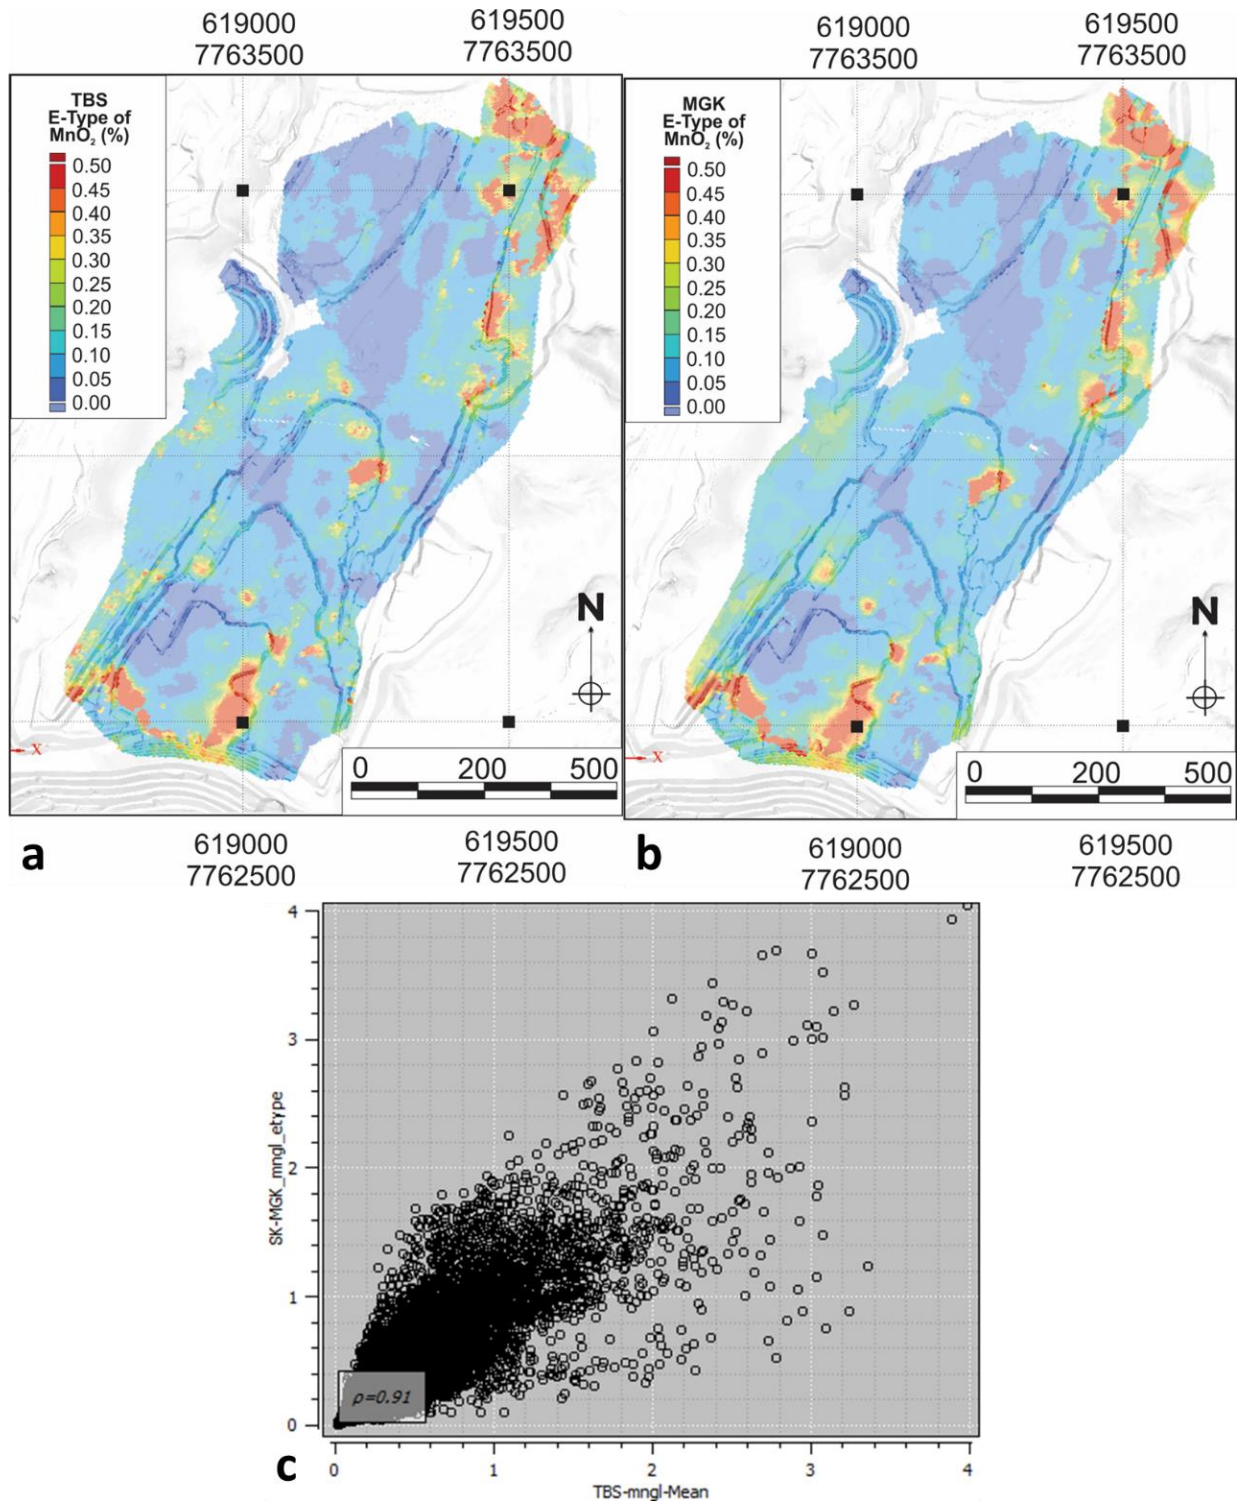 619000
7763500
619500
7763500
619000
7763500
619500
7763500
TBS
E-Type of
MnO₂ (%)
0.50
0.45
0.40
0.35
0.30
0.25
0.20
0.15
0.10
0.05
0.00
N
X
0 200 500
MGK
E-Type of
MnO₂ (%)
0.50
0.45
0.40
0.35
0.30
0.25
0.20
0.15
0.10
0.05
0.00
N
X
0 200 500
a
619000
7762500
619500
7762500
b
619000
7762500
619500
7762500
4
3
2
1
0
SK-MGK_mngl_etype
ρ=0.91
c
0 1 2 3 4
TBS-mngl-Mean